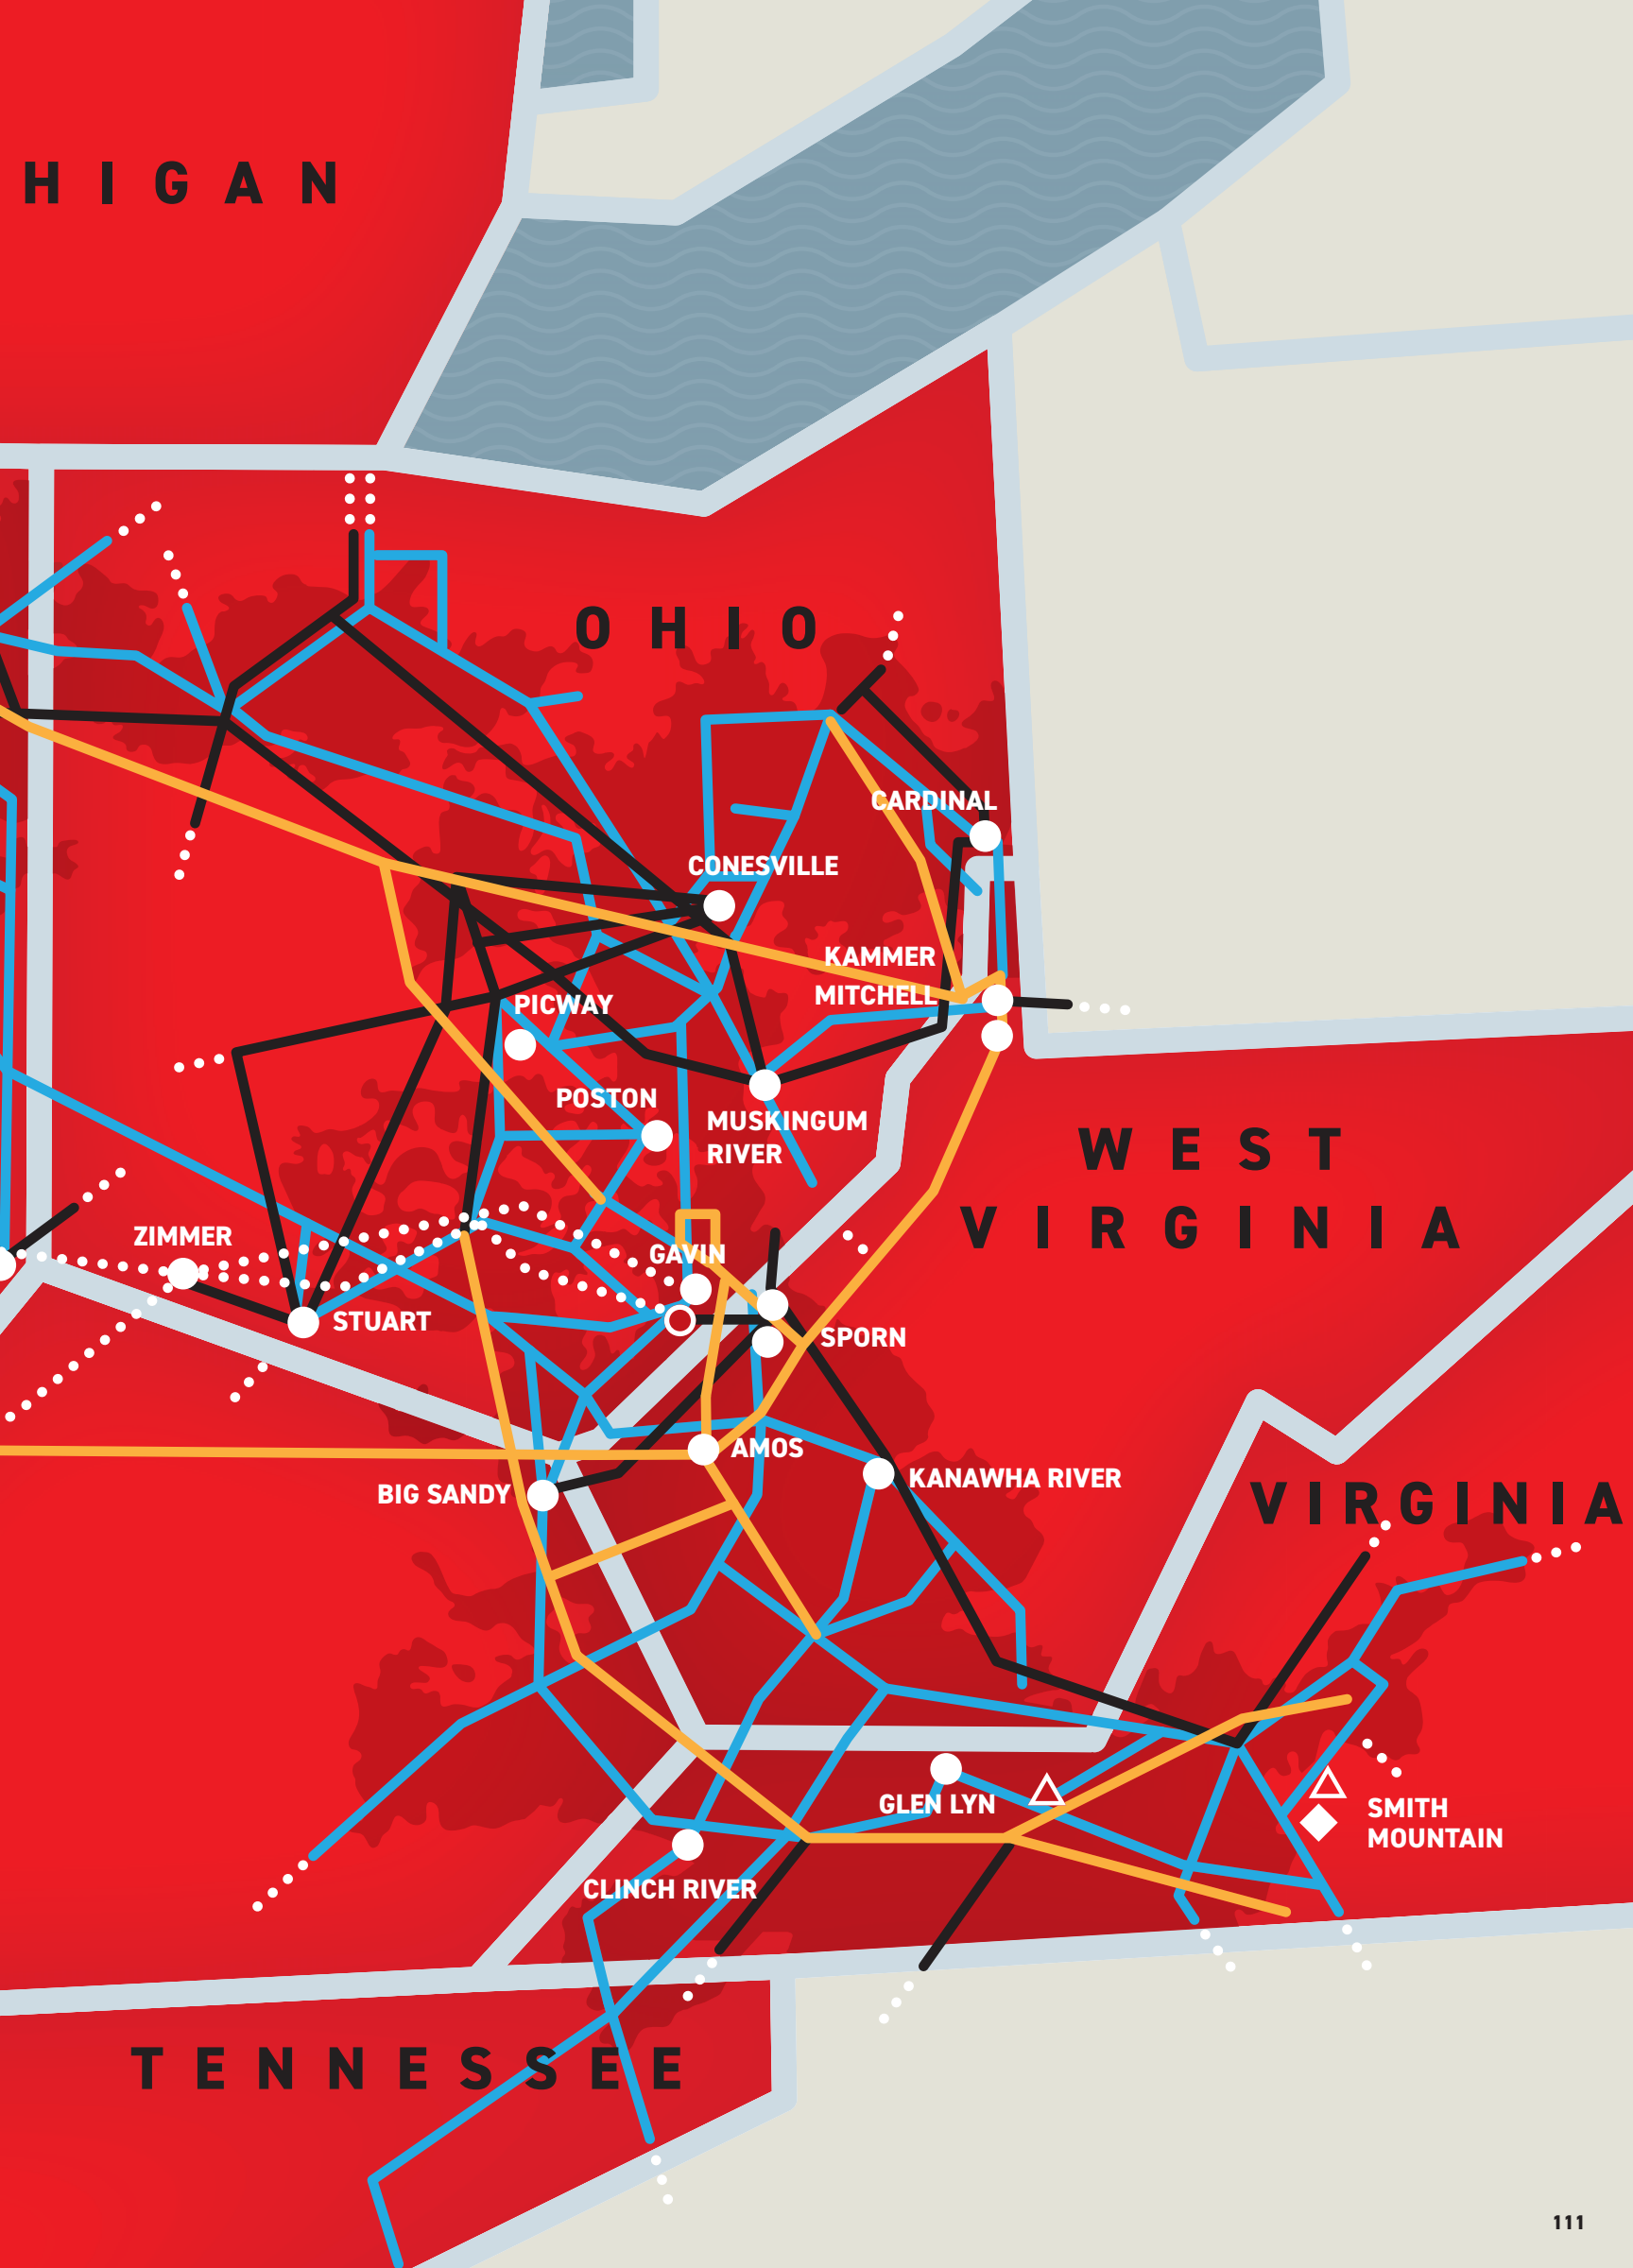 HIGAN
OHIO
CARDINAL
CONESVILLE
KAMMER
MITCHELL
PICWAY
POSTON
MUSKINGUM
RIVER
WEST
VIRGINIA
ZIMMER
GAVIN
STUART
SPORN
AMOS
KANAWHA RIVER
BIG SANDY
VIRGINIA
GLEN LYN
SMITH
MOUNTAIN
CLINCH RIVER
TENNESSEE
111